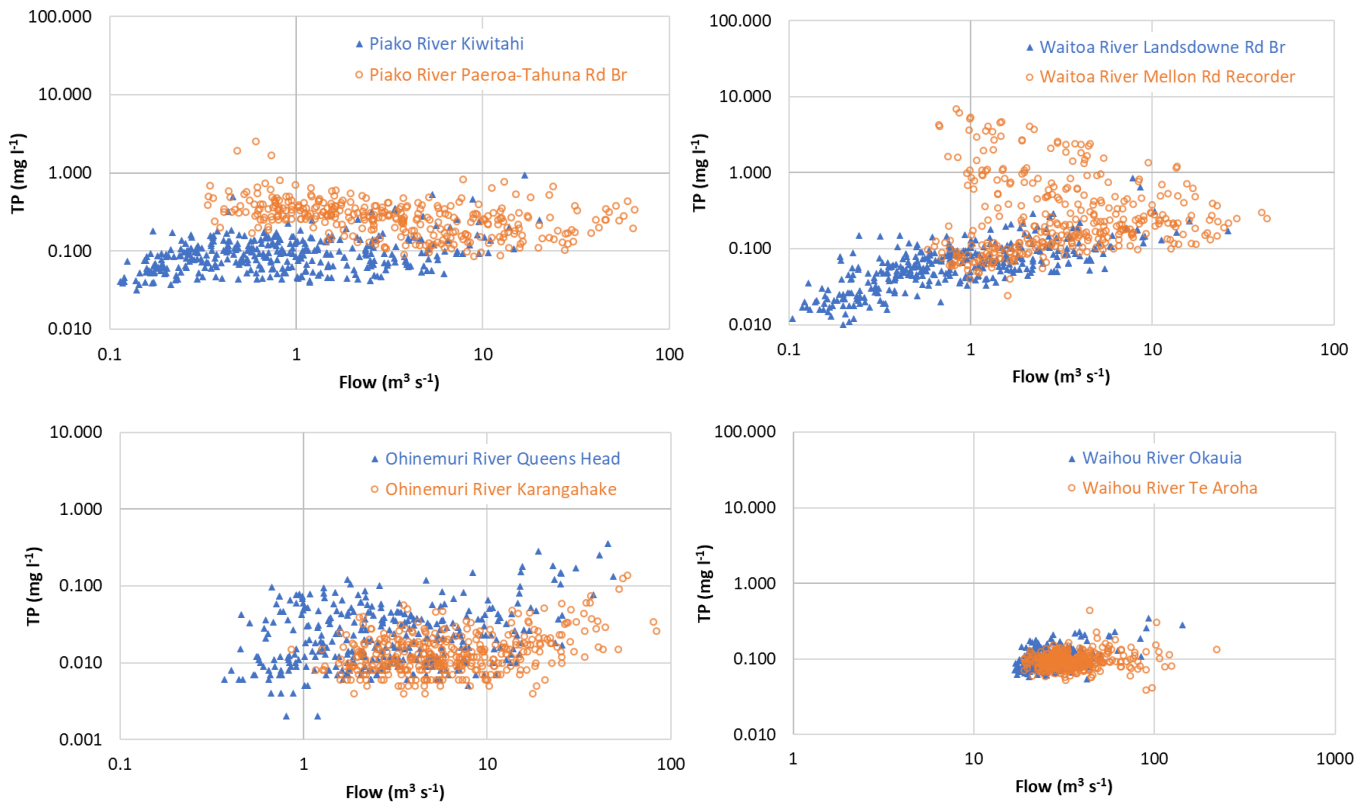 100.000
10.000
1.000
0.100
0.010
TP (mg l-1)
Piako River Kiwitahi
Piako River Paeroa-Tahuna Rd Br
0.1
1
10
100
Flow (m3 s-1)
100.000
10.000
1.000
0.100
0.010
TP (mg l-1)
Waitoa River Landsdowne Rd Br
Waitoa River Mellon Rd Recorder
0.1
1
10
100
Flow (m3 s-1)
10.000
1.000
0.100
0.010
0.001
TP (mg l-1)
Ohinemuri River Queens Head
Ohinemuri River Karangahake
0.1
1
10
100
Flow (m3 s-1)
100.000
10.000
1.000
0.100
0.010
TP (mg l-1)
Waihou River Okauia
Waihou River Te Aroha
1
10
100
1000
Flow (m3 s-1)